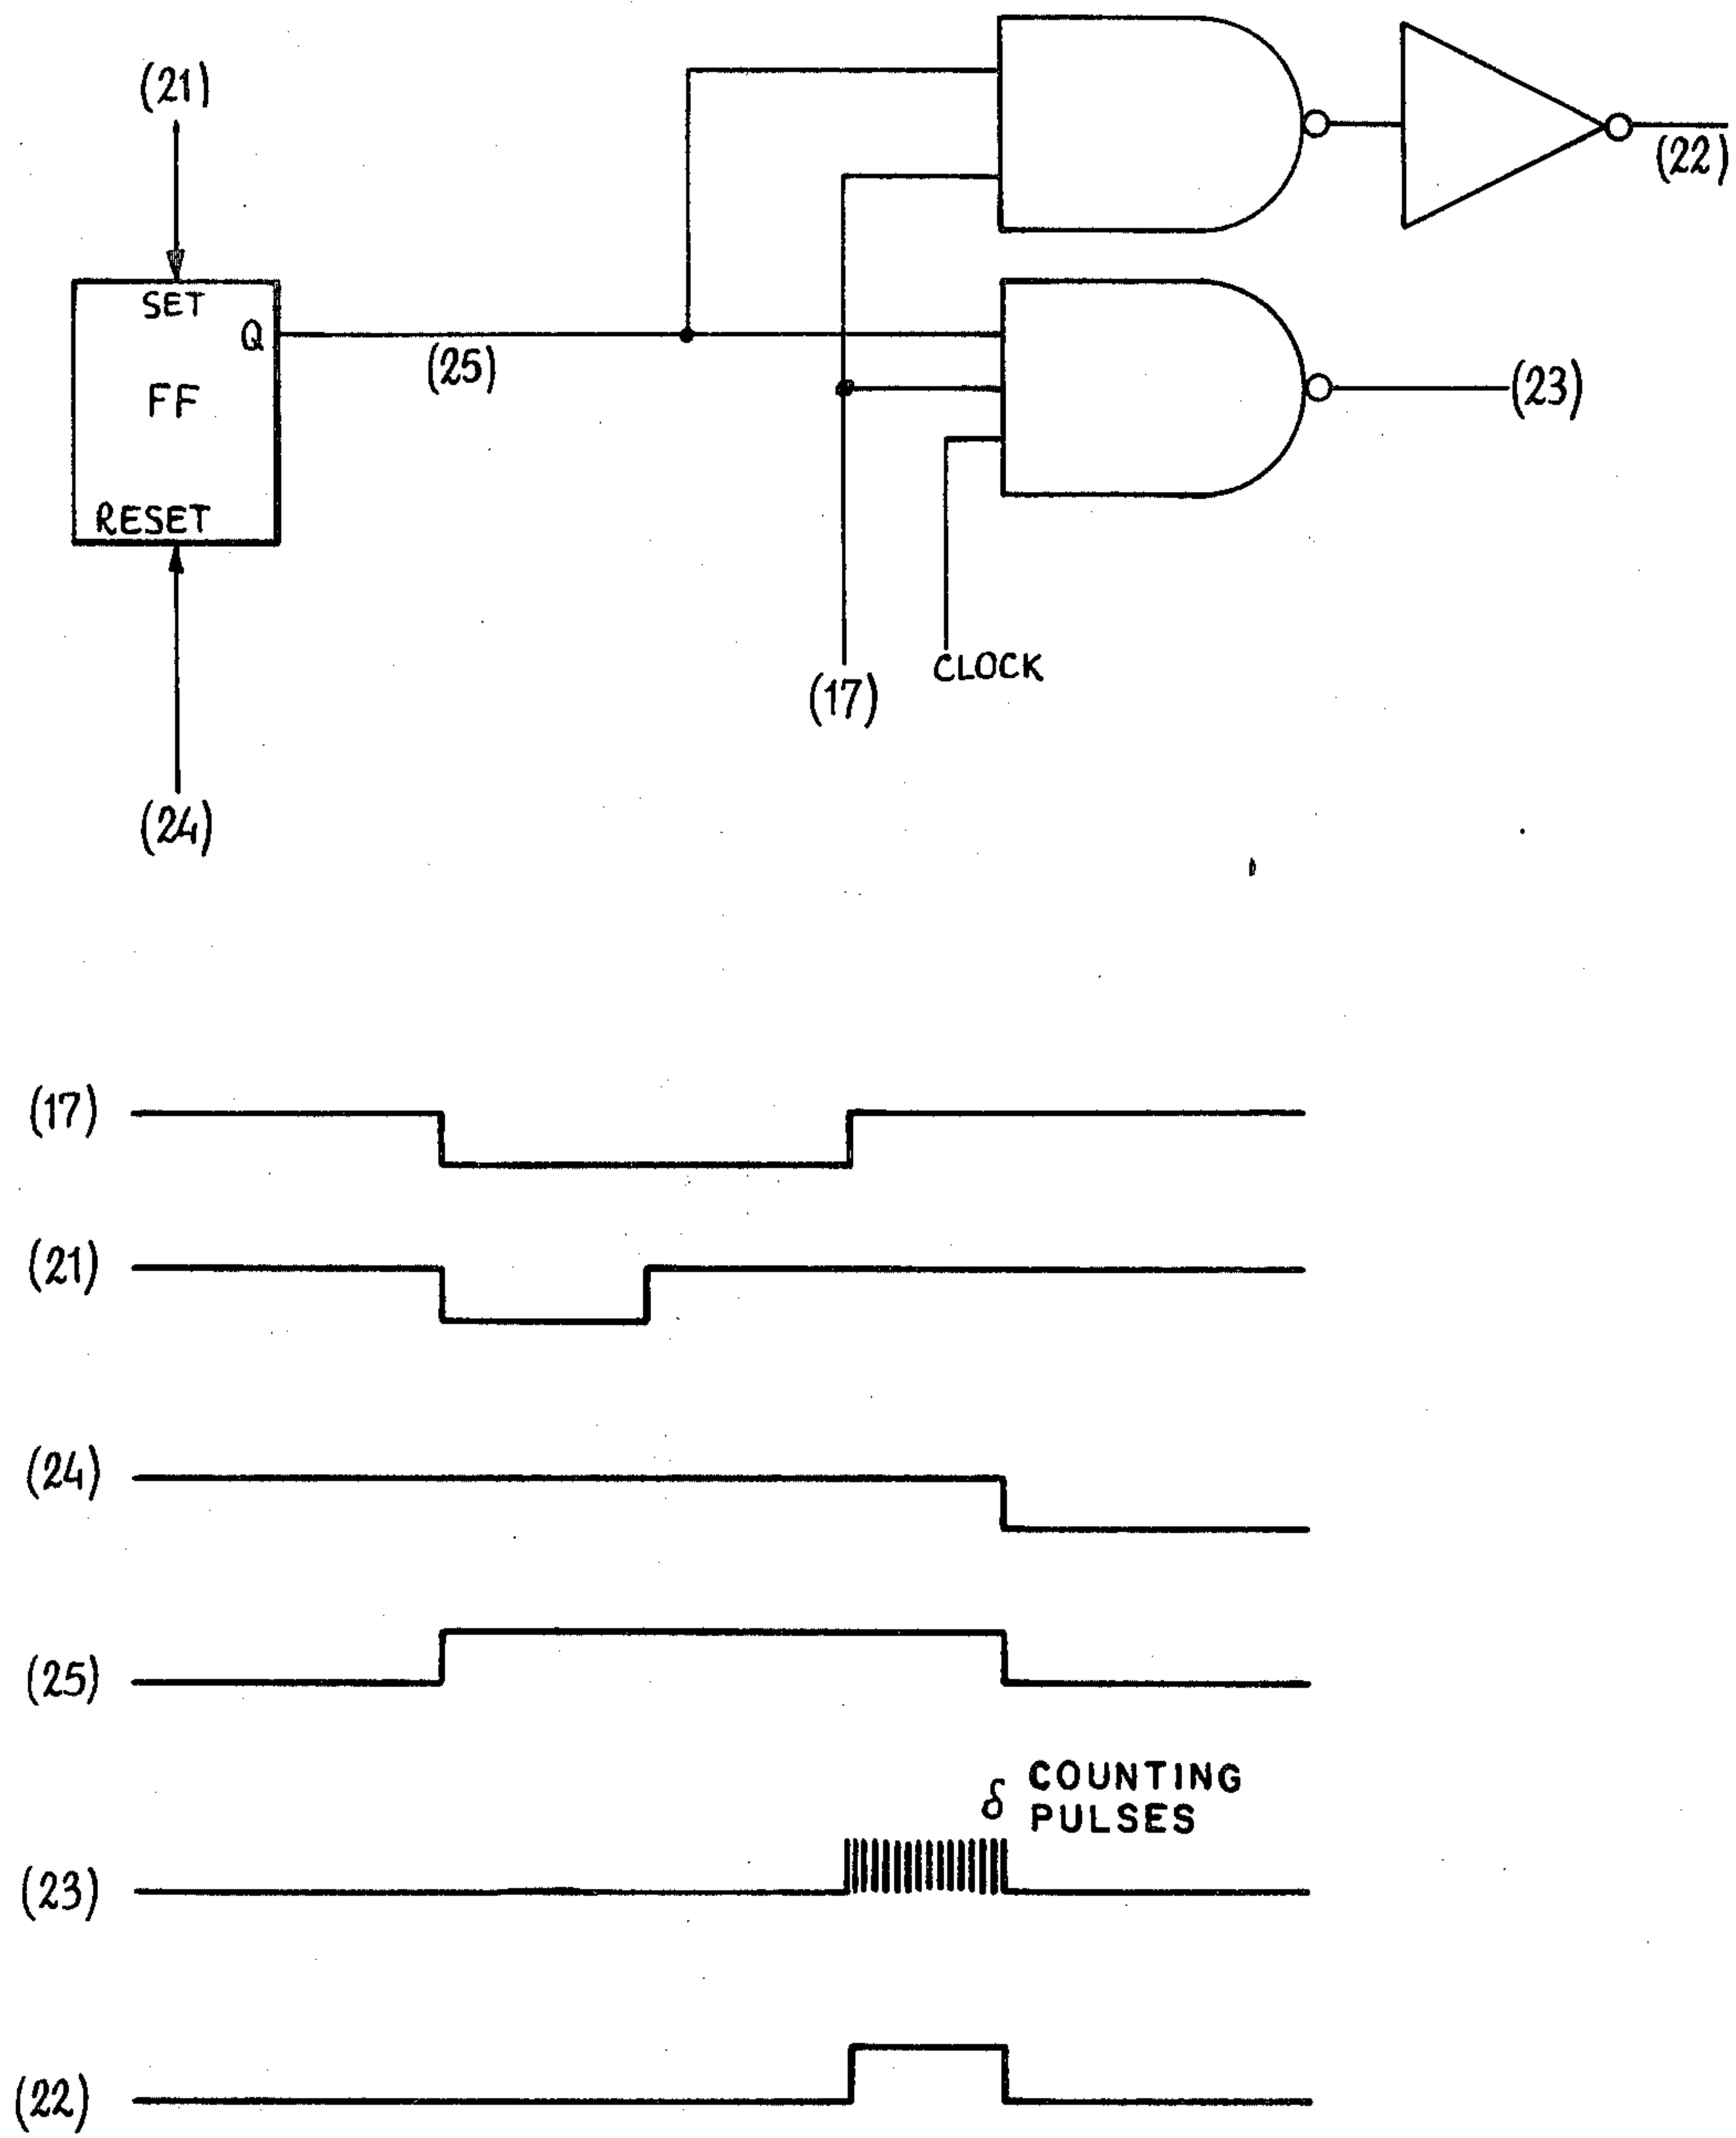 (21)
(22)
SET
Q
(25)
FF
(23)
RESET
CLOCK
(17)
(24)
(17)
(21)
(24)
(25)
δ COUNTING
PULSES
(23)
(22)